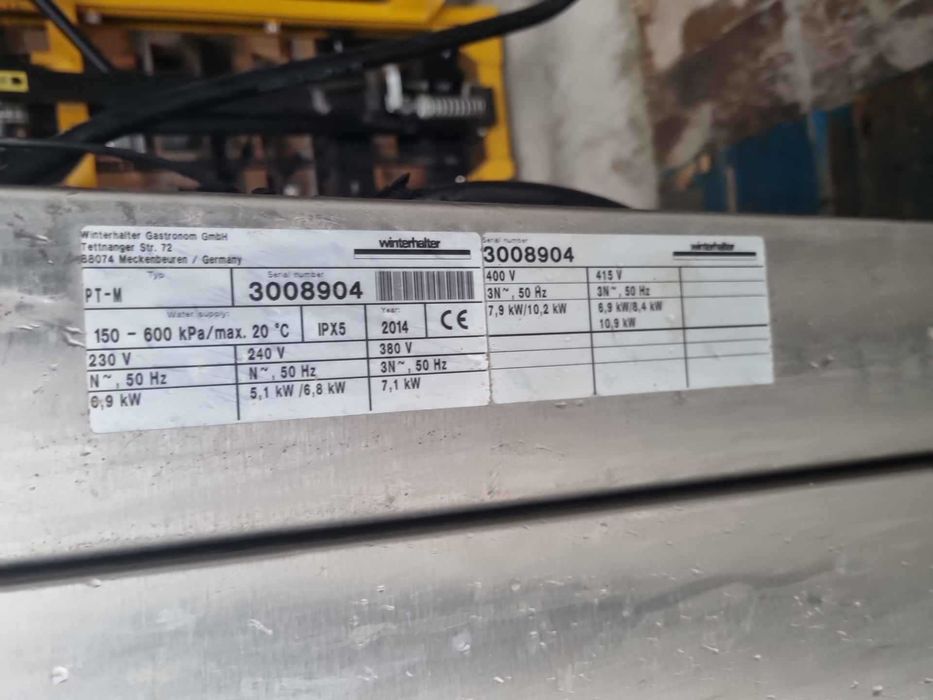 Winterhalter Gastronom GmbH
Tettnanger Str. 72
88074 Meckenbeuren / Germany
winterhalter
Typ
PT-M
Serial number
3008904
Water supply:
150 - 600 kPa/max. 20 °C
IPX5
Year:
2014
CE
230 V
240 V
380 V
N~, 50 Hz
N~, 50 Hz
3N~, 50 Hz
6,9 kW
5,1 kW /6,8 kW
7,1 kW
Serial number
3008904
winterhalter
400 V
415 V
3N~, 50 Hz
3N~, 50 Hz
7,9 kW/10,2 kW
6,9 kW/8,4 kW
10,9 kW